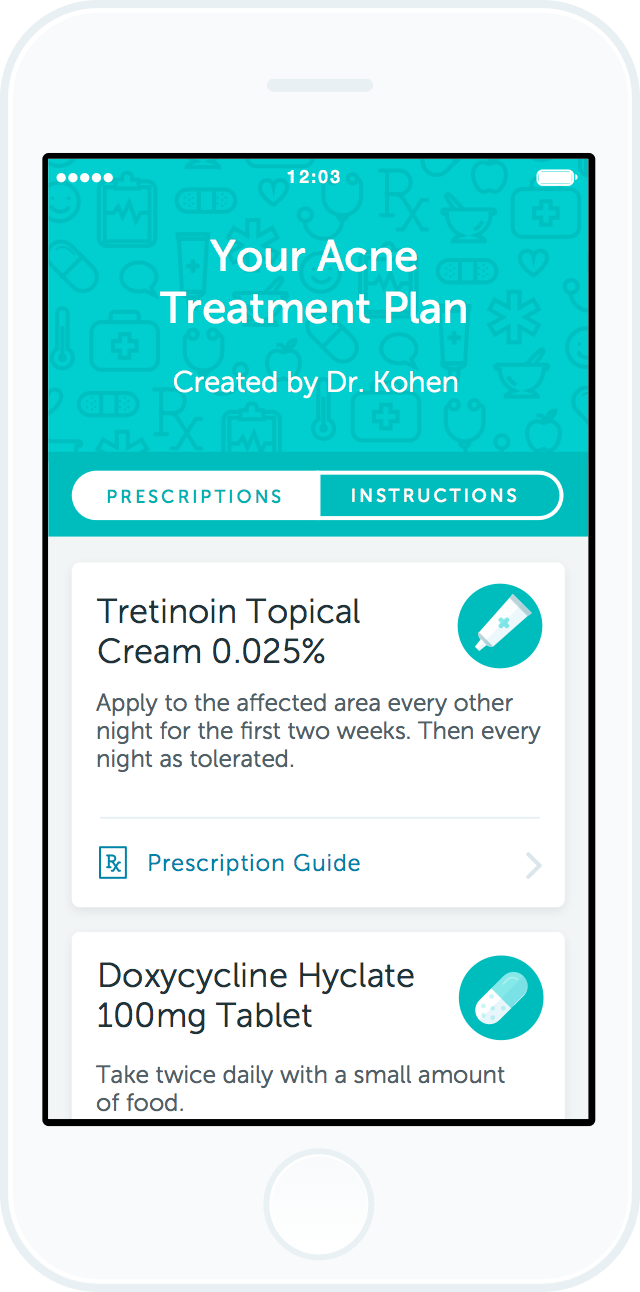 12:03
Your Acne
Treatment Plan
Created by Dr. Kohen
PRESCRIPTIONS INSTRUCTIONS
Tretinoin Topical
Cream 0.025%
Apply to the affected area every other
night for the first two weeks. Then every
night as tolerated.
Rx Prescription Guide
Doxycycline Hyclate
100mg Tablet
Take twice daily with a small amount
of food.